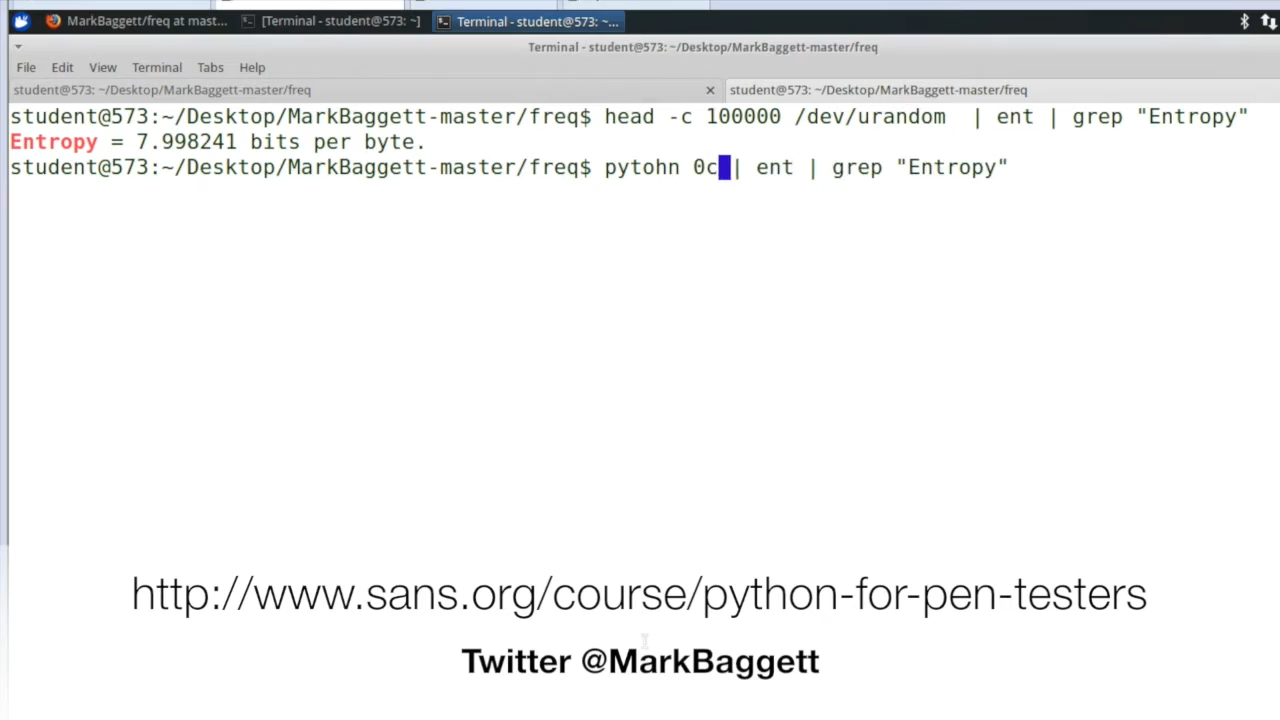 MarkBaggett/freq at mast... [Terminal - student@573: ~] Terminal - student@573: ~...
Terminal - student@573: ~/Desktop/MarkBaggett-master/freq
File Edit View Terminal Tabs Help
student@573: ~/Desktop/MarkBaggett-master/freq student@573: ~/Desktop/MarkBaggett-master/freq
student@573:~/Desktop/MarkBaggett-master/freq$ head -c 100000 /dev/urandom | ent | grep "Entropy"
Entropy = 7.998241 bits per byte.
student@573:~/Desktop/MarkBaggett-master/freq$ pytohn 0c | ent | grep "Entropy"
http://www.sans.org/course/python-for-pen-testers
Twitter @MarkBaggett